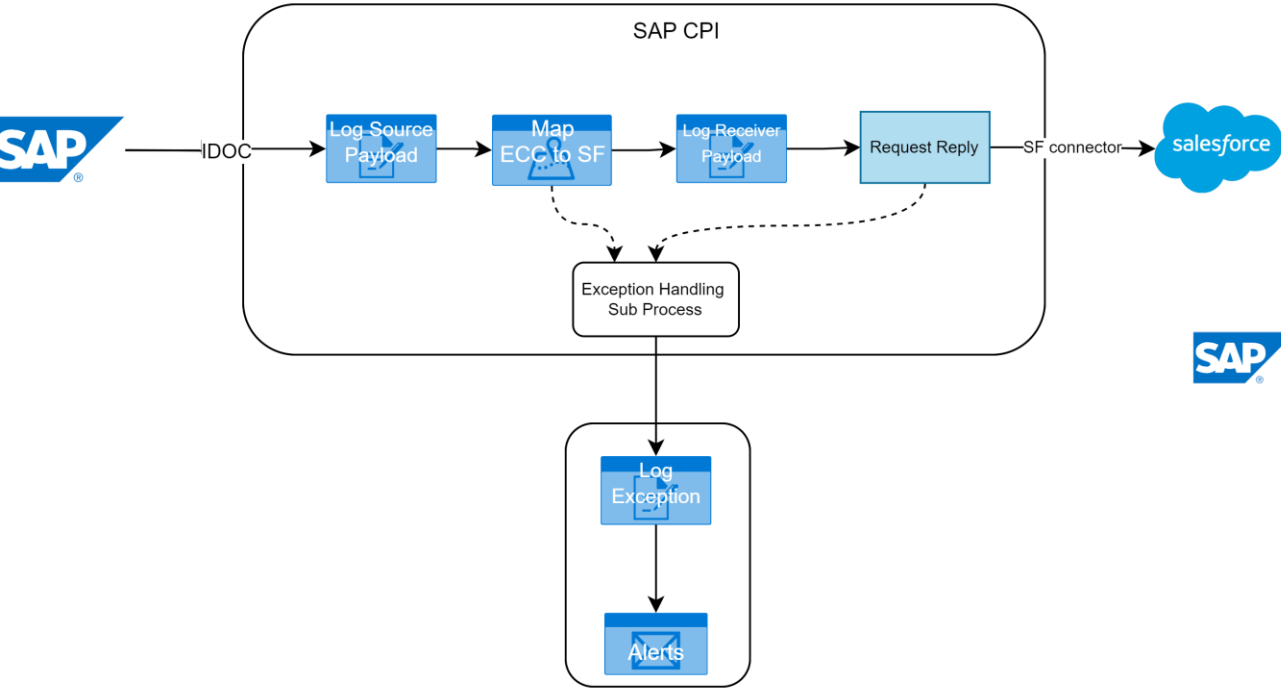 SAP CPI
SAP
®
IDOC
Log Source
Payload
Map
ECC to SF
Log Receiver
Payload
Request Reply
SF connector
salesforce
Exception Handling
Sub Process
SAP
®
Log
Exception
Alerts